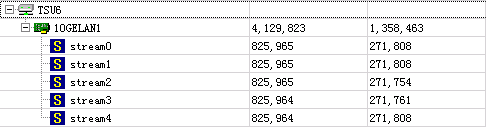 TSU6
10GELAN1 4,129,823 1,358,463
S stream0 825,965 271,808
S stream1 825,965 271,808
S stream2 825,965 271,754
S stream3 825,964 271,761
S stream4 825,964 271,808